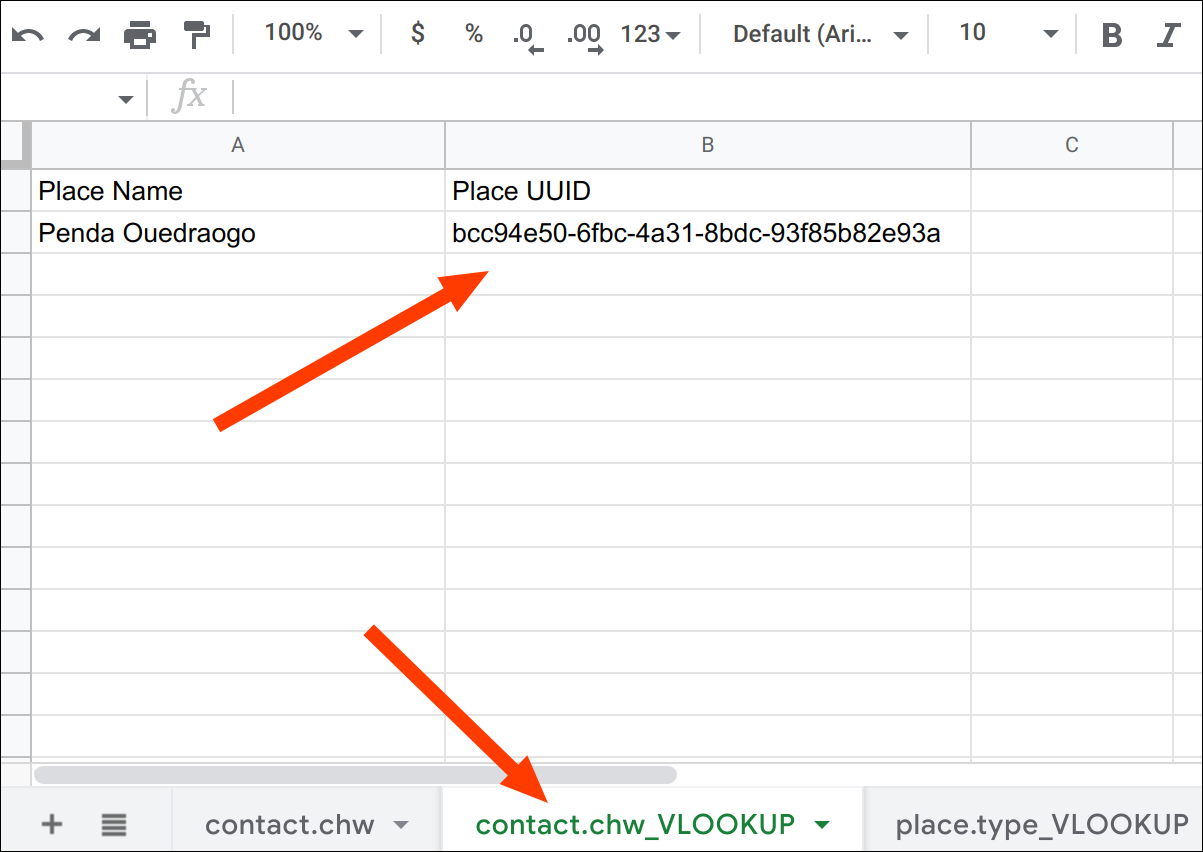 100% $ % .0 .00 123 Default (Ari... 10 B I
fx
A B C
Place Name Place UUID
Penda Ouedraogo bcc94e50-6fbc-4a31-8bdc-93f85b82e93a
+ contact.chw contact.chw_VLOOKUP place.type_VLOOKUP